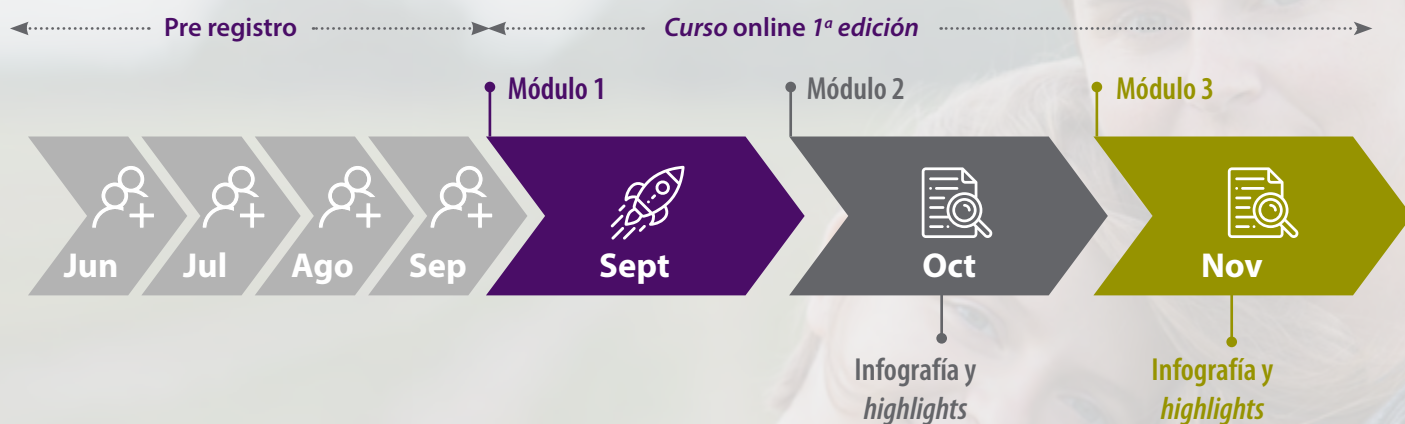 Pre registro
Curso online 1ª edición
Módulo 1
Módulo 2
Módulo 3
Jun
Jul
Ago
Sep
Sept
Oct
Nov
Infografía y
highlights
Infografía y
highlights